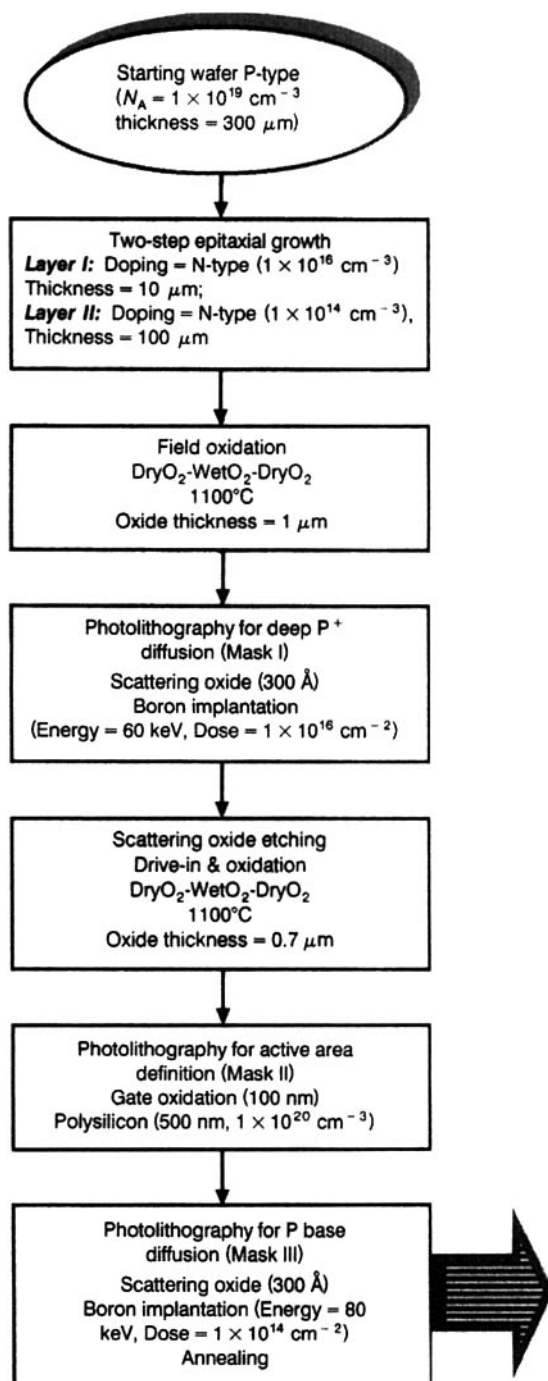 Starting wafer P-type
(N_A = 1 × 10^19 cm^−3
thickness = 300 μm)
Two-step epitaxial growth
Layer I: Doping = N-type (1 × 10^16 cm^−3)
Thickness = 10 μm;
Layer II: Doping = N-type (1 × 10^14 cm^−3),
Thickness = 100 μm
Field oxidation
DryO₂-WetO₂-DryO₂
1100°C
Oxide thickness = 1 μm
Photolithography for deep P⁺
diffusion (Mask I)
Scattering oxide (300 Å)
Boron implantation
(Energy = 60 keV, Dose = 1 × 10^16 cm^−2)
Scattering oxide etching
Drive-in & oxidation
DryO₂-WetO₂-DryO₂
1100°C
Oxide thickness = 0.7 μm
Photolithography for active area
definition (Mask II)
Gate oxidation (100 nm)
Polysilicon (500 nm, 1 × 10^20 cm^−3)
Photolithography for P base
diffusion (Mask III)
Scattering oxide (300 Å)
Boron implantation (Energy = 80
keV, Dose = 1 × 10^14 cm^−2)
Annealing